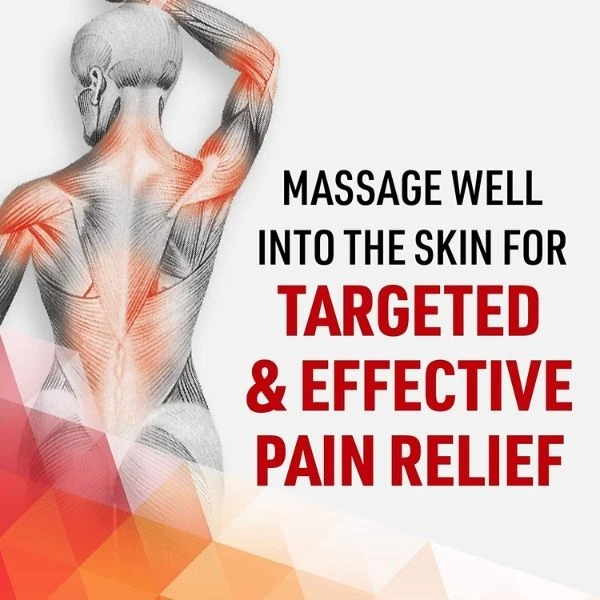 MASSAGE WELL
INTO THE SKIN FOR
TARGETED
& EFFECTIVE
PAIN RELIEF